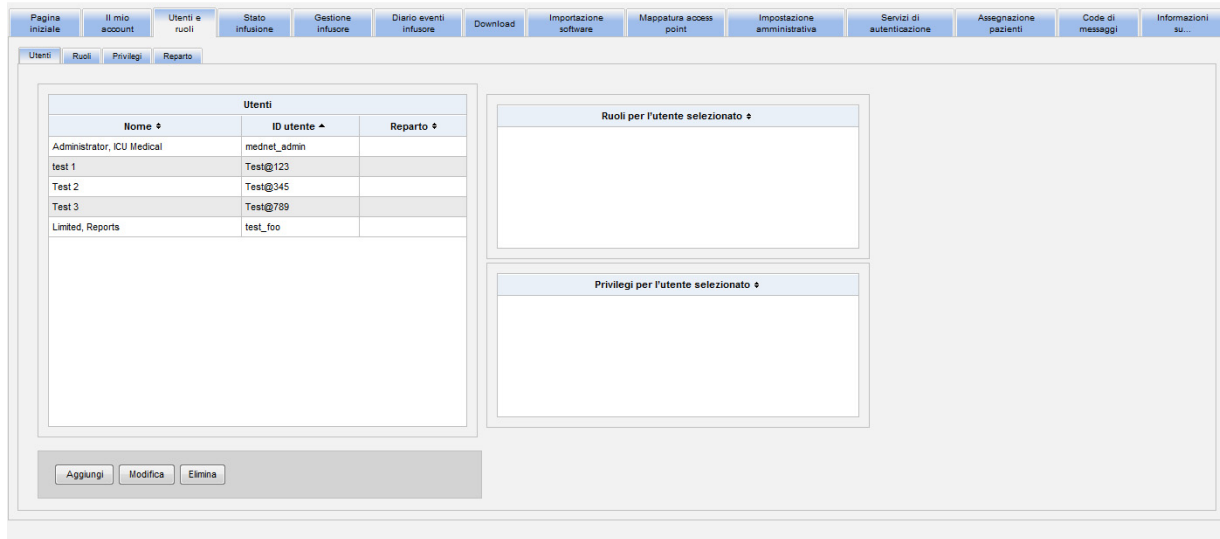 Pagina iniziale
Il mio account
Utenti e ruoli
Stato infusione
Gestione infusore
Diario eventi infusore
Download
Importazione software
Mappatura access point
Impostazione amministrativa
Servizi di autenticazione
Assegnazione pazienti
Code di messaggi
Informazioni su...
Utenti Ruoli Privilegi Reparto
Utenti
Nome ID utente Reparto
Administrator, ICU Medical mednet_admin
test 1 Test@123
Test 2 Test@345
Test 3 Test@789
Limited, Reports test_foo
Ruoli per l'utente selezionato
Privilegi per l'utente selezionato
Aggiungi Modifica Elimina